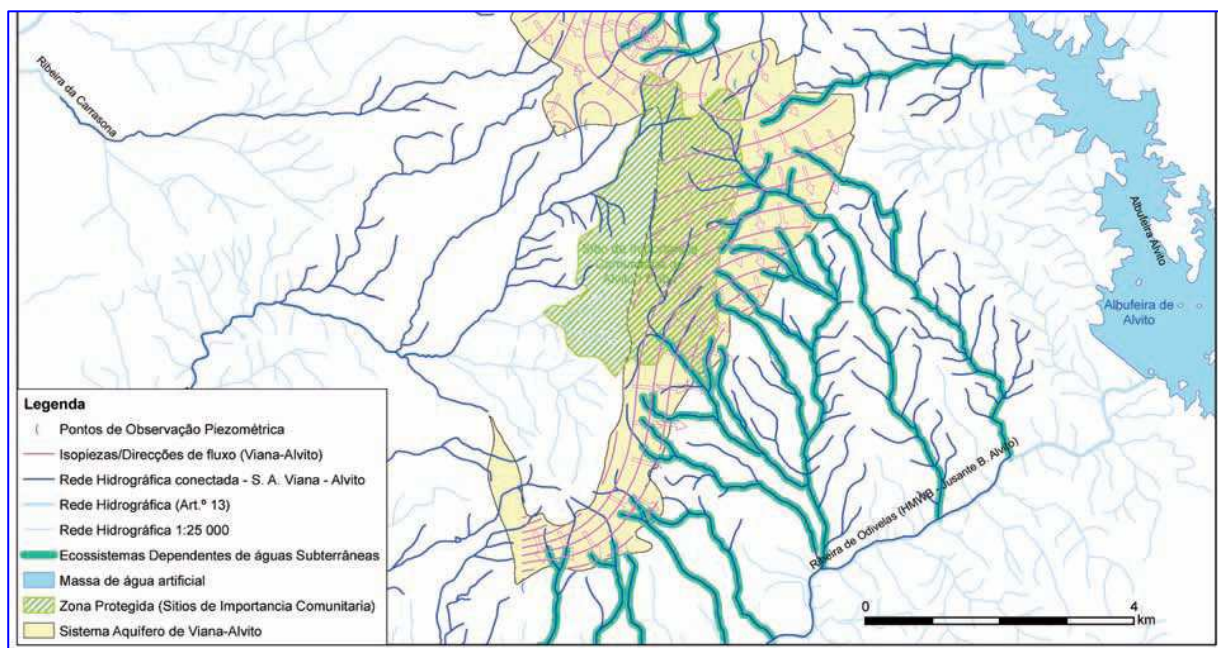 Ribeira da Carrasona
Albufeira Alvito
Albufeira de
Alvito
Ribeira de Odivelas (HMWB - Jusante B. Alvito)
Legenda
Pontos de Observação Piezométrica
Isopiezas/Direcções de fluxo (Viana-Alvito)
Rede Hidrográfica conectada - S. A. Viana - Alvito
Rede Hidrográfica (Art.º 13)
Rede Hidrográfica 1:25 000
Ecossistemas Dependentes de águas Subterrâneas
Massa de água artificial
Zona Protegida (Sitios de Importancia Comunitaria)
Sistema Aquífero de Viana-Alvito
0 4
km